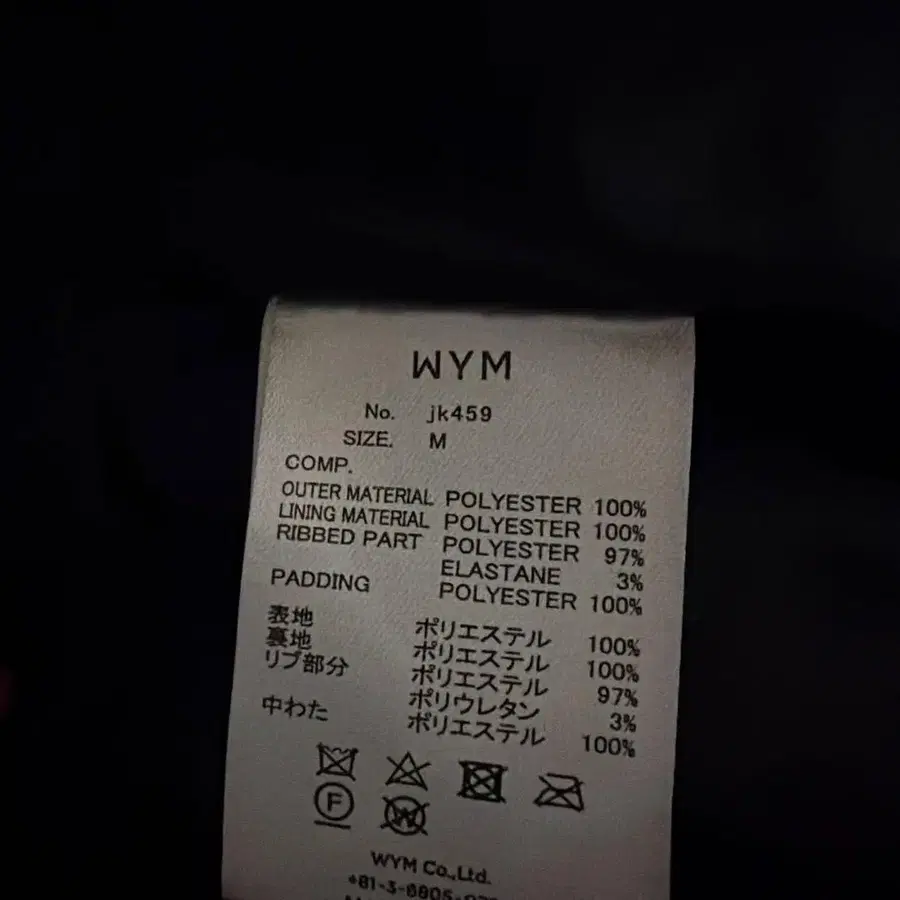 WYM
No. jk459
SIZE. M
COMP.
OUTER MATERIAL POLYESTER 100%
LINING MATERIAL POLYESTER 100%
RIBBED PART POLYESTER 97%
ELASTANE 3%
PADDING POLYESTER 100%
表地 ポリエステル 100%
裏地 ポリエステル 100%
リブ部分 ポリエステル 97%
ポリウレタン 3%
中わた ポリエステル 100%
F
W
WYM Co.,Ltd.
+81-3-6805-